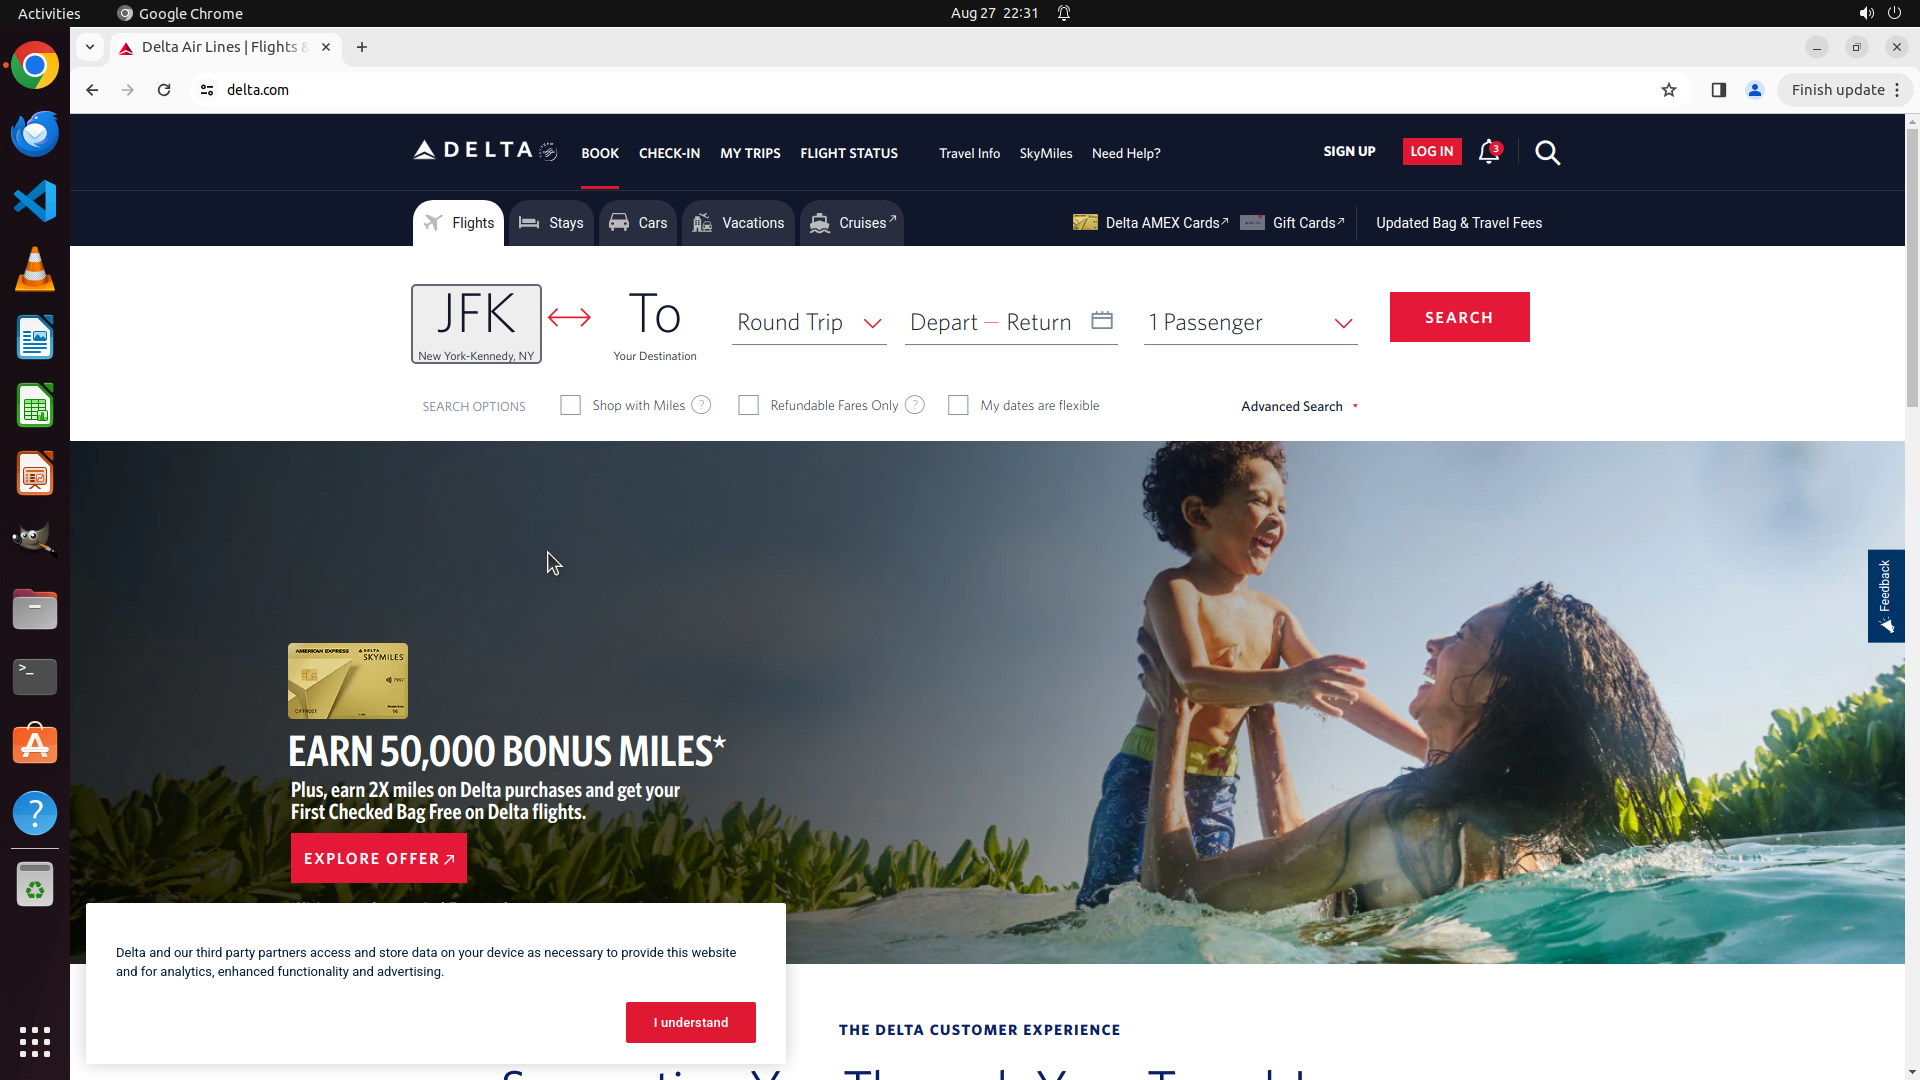 Activities
Google Chrome
Aug 27 22:31
Delta Air Lines | Flights &
delta.com
Finish update
DELTA
BOOK
CHECK-IN
MY TRIPS
FLIGHT STATUS
Travel Info
SkyMiles
Need Help?
SIGN UP
LOG IN
3
Flights
Stays
Cars
Vacations
Cruises
Delta AMEX Cards
Gift Cards
Updated Bag & Travel Fees
JFK
New York-Kennedy, NY
To
Your Destination
Round Trip
Depart — Return
1 Passenger
SEARCH
SEARCH OPTIONS
Shop with Miles ?
Refundable Fares Only ?
My dates are flexible
Advanced Search
Feedback
AMERICAN EXPRESS
DELTA
SKYMILES
EARN 50,000 BONUS MILES*
Plus, earn 2X miles on Delta purchases and get your
First Checked Bag Free on Delta flights.
EXPLORE OFFER
Delta and our third party partners access and store data on your device as necessary to provide this website
and for analytics, enhanced functionality and advertising.
I understand
THE DELTA CUSTOMER EXPERIENCE